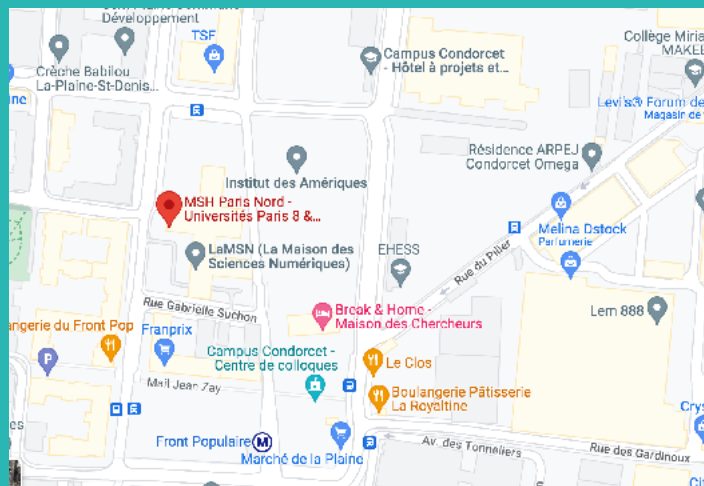 Développement
TSF
Crèche Babilou
La-Plaine-St-Denis...
Campus Condorcet
- Hôtel à projets et...
Collège Miria
MAKEE
Levi's® Forum de
Magasin de
Résidence ARPEJ
Condorcet Omega
Institut des Amériques
MSH Paris Nord -
Universités Paris 8 &...
LaMSN (La Maison des
Sciences Numériques)
EHESS
Melina Dstock
Parfumerie
Rue du Pilier
Rue Gabrielle Suchon
Break & Home -
Maison des Chercheurs
Lem 888
angerie du Front Pop
Franprix
P
Campus Condorcet -
Centre de colloques
Le Clos
Mail Jean Zay
Boulangerie Pâtisserie
La Royaltine
Front Populaire M
Marché de la Plaine
Av. des Tonneliers
Rue des Gardinoux
Crys